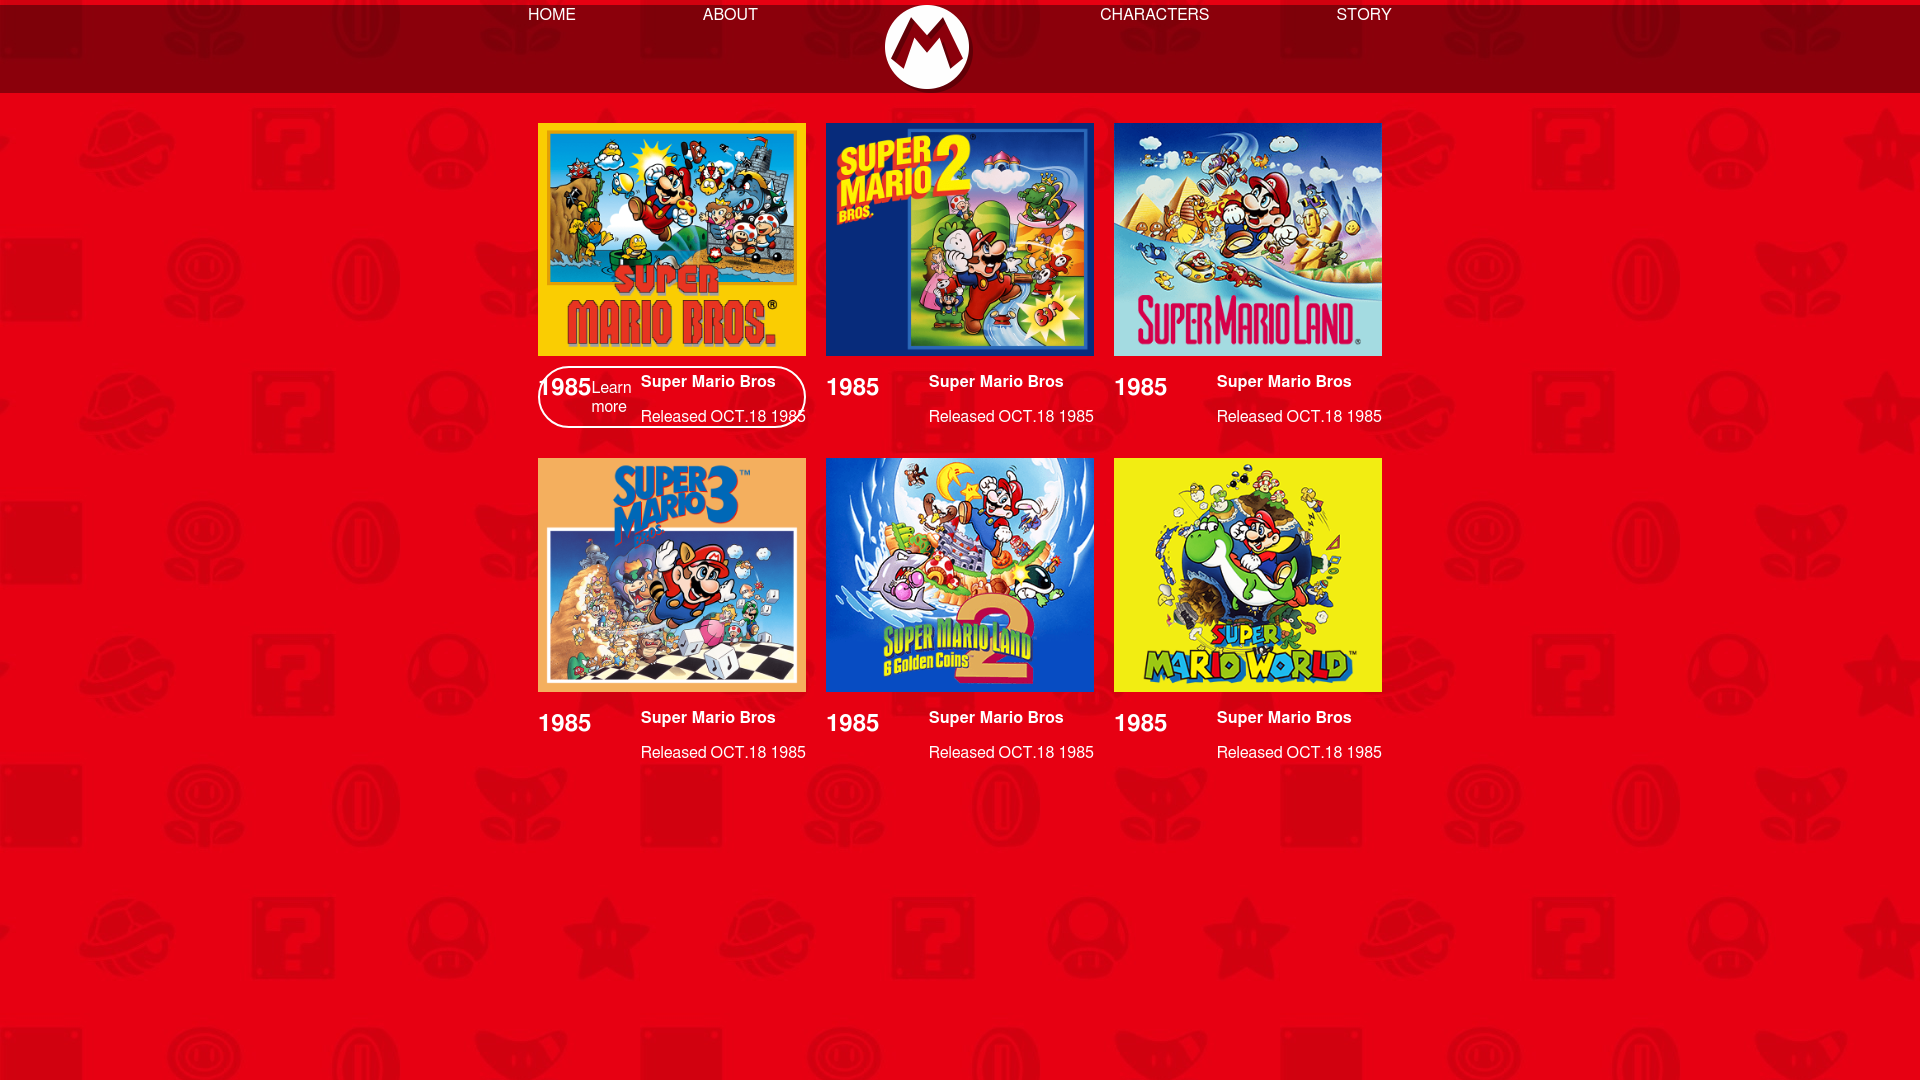 HOME ABOUT M CHARACTERS STORY
SUPER
MARIO BROS.®
SUPER
MARIO 2
BROS.
SUPER MARIO LAND®
1985 Learn more Super Mario Bros
Released OCT.18 1985
1985 Super Mario Bros
Released OCT.18 1985
1985 Super Mario Bros
Released OCT.18 1985
SUPER
MARIO 3™
BROS.
SUPER MARIO LAND 2
6 Golden Coins
SUPER
MARIO WORLD™
1985 Super Mario Bros
Released OCT.18 1985
1985 Super Mario Bros
Released OCT.18 1985
1985 Super Mario Bros
Released OCT.18 1985